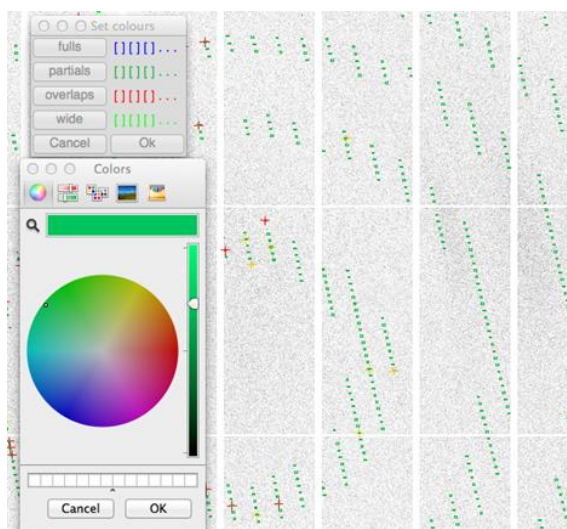 Set colours
fulls [][][]...
partials [][][]...
overlaps [][][]...
wide [][][]...
Cancel Ok
Colors
Cancel OK